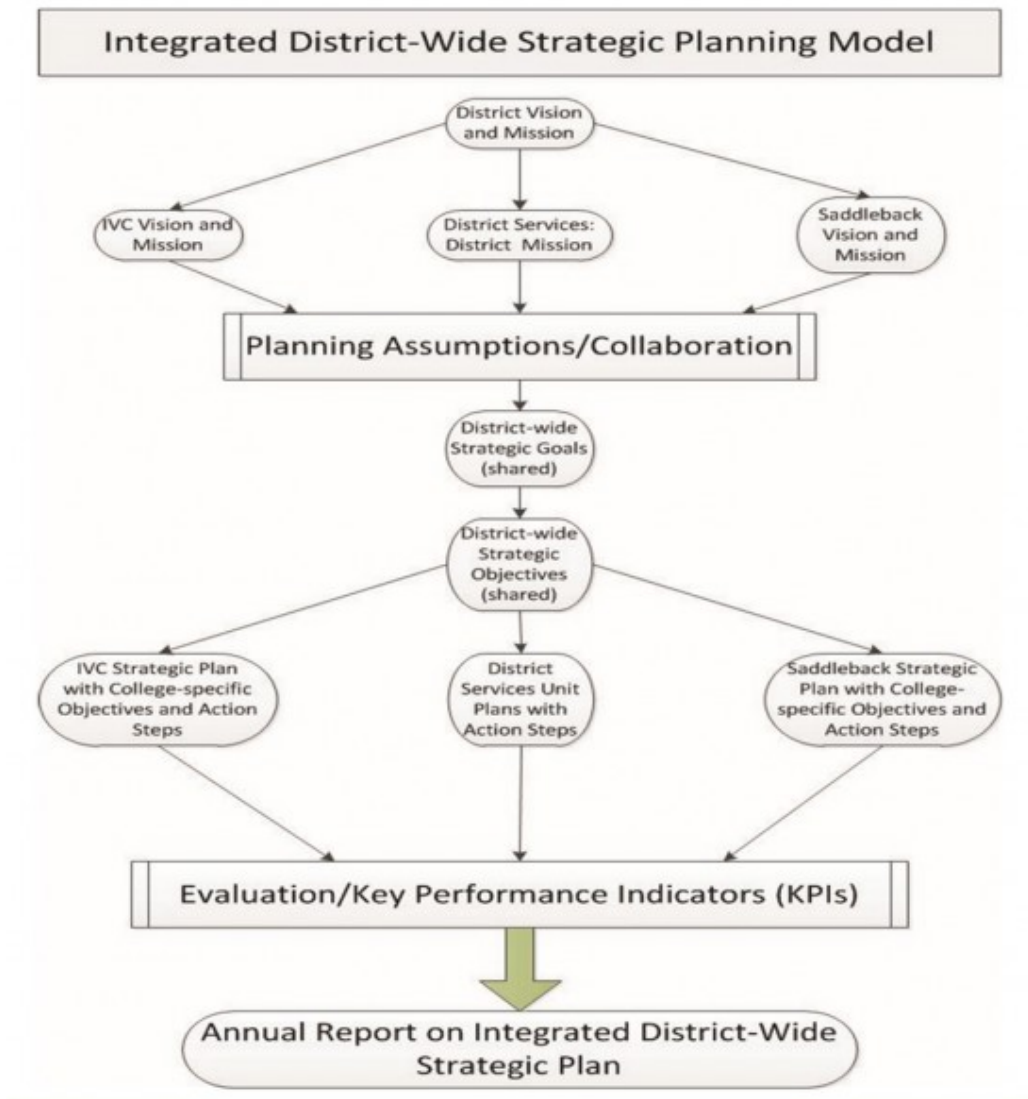 Integrated District-Wide Strategic Planning Model
District Vision
and Mission
IVC Vision and
Mission
District Services:
District Mission
Saddleback
Vision and
Mission
Planning Assumptions/Collaboration
District-wide
Strategic Goals
(shared)
District-wide
Strategic
Objectives
(shared)
IVC Strategic Plan
with College-specific
Objectives and Action
Steps
District
Services Unit
Plans with
Action Steps
Saddleback Strategic
Plan with College-
specific Objectives and
Action Steps
Evaluation/Key Performance Indicators (KPIs)
Annual Report on Integrated District-Wide
Strategic Plan